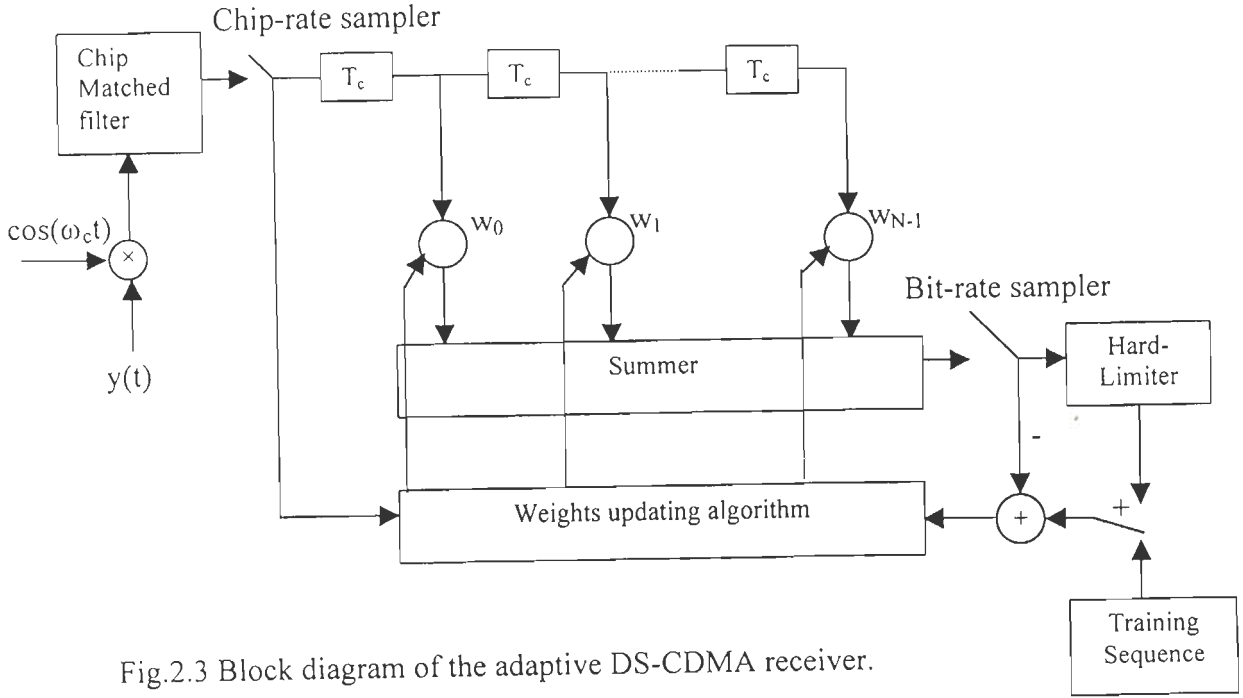 Chip-rate sampler
Chip
Matched
filter
T_c
T_c
T_c
w_0
w_1
w_{N-1}
cos(ω_c t)
×
y(t)
Bit-rate sampler
Summer
Hard-
Limiter
-
+
+
Weights updating algorithm
Training
Sequence
Fig.2.3 Block diagram of the adaptive DS-CDMA receiver.